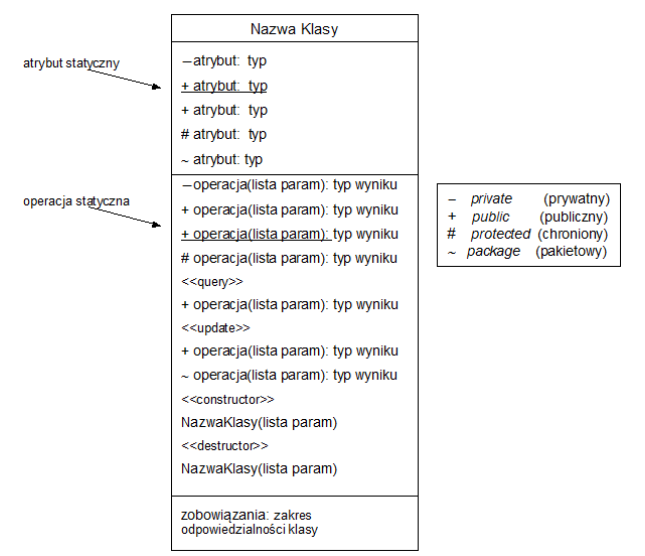 Nazwa Klasy
atrybut statyczny
–atrybut: typ
+ atrybut: typ
+ atrybut: typ
# atrybut: typ
~ atrybut: typ
operacja statyczna
–operacja(lista param): typ wyniku
+ operacja(lista param): typ wyniku
+ operacja(lista param): typ wyniku
# operacja(lista param): typ wyniku
<<query>>
+ operacja(lista param): typ wyniku
<<update>>
+ operacja(lista param): typ wyniku
~ operacja(lista param): typ wyniku
<<constructor>>
NazwaKlasy(lista param)
<<destructor>>
NazwaKlasy(lista param)
zobowiązania: zakres
odpowiedzialności klasy
– private (prywatny)
+ public (publiczny)
# protected (chroniony)
~ package (pakietowy)